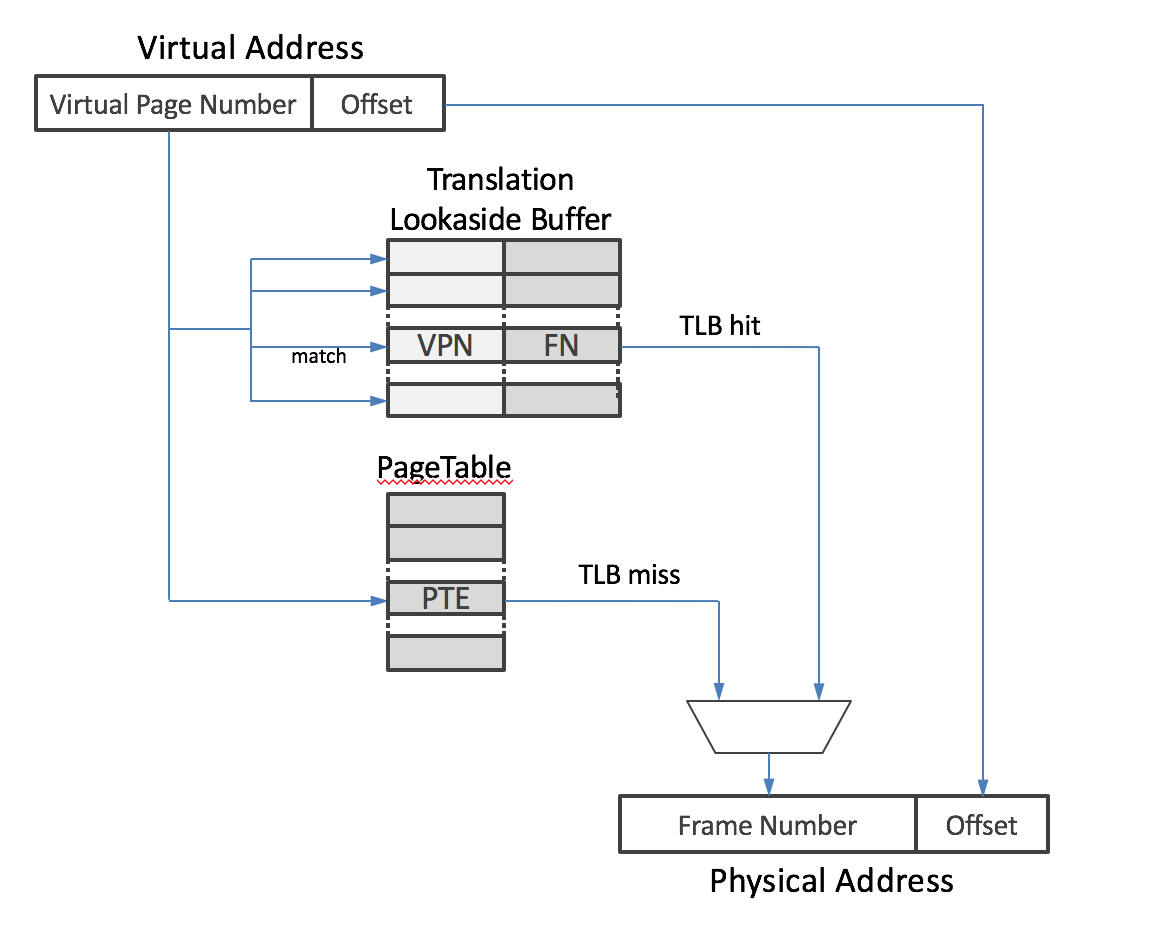 Virtual Address
Virtual Page Number
Offset
Translation
Lookaside Buffer
TLB hit
VPN
FN
match
PageTable
TLB miss
PTE
Frame Number
Offset
Physical Address